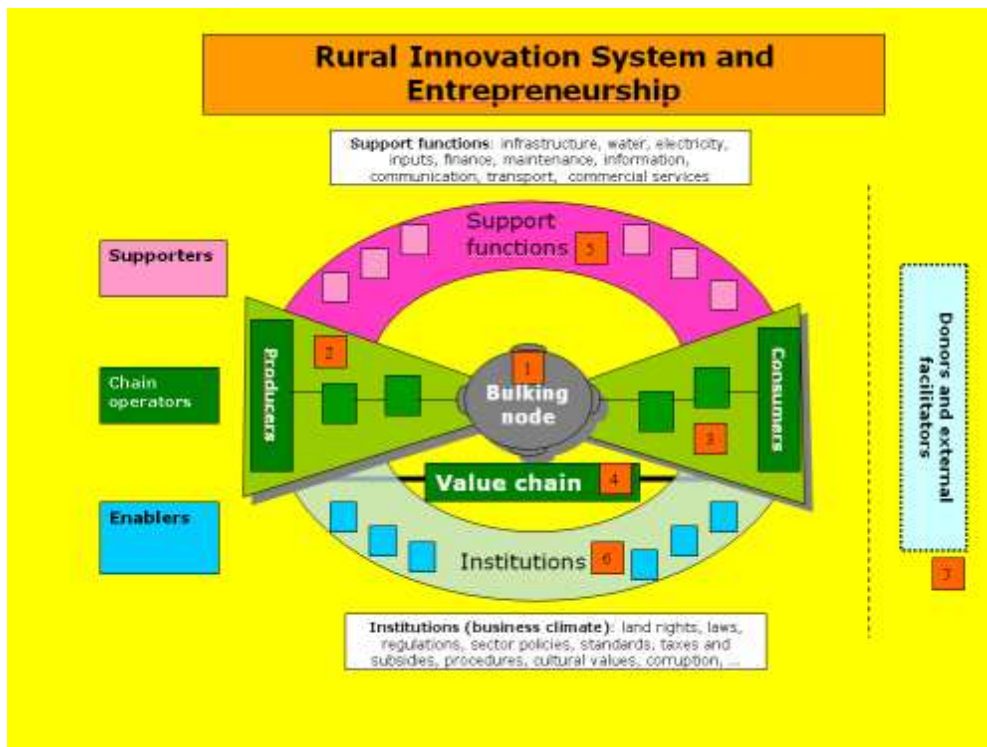 Rural Innovation System and
Entrepreneurship
Support functions: infrastructure, water, electricity,
inputs, finance, maintenance, information,
communication, transport, commercial services
Support
functions
5
Supporters
2
1
Producers
Chain
operators
Bulking
node
3
Consumers
Value chain
4
Enablers
Institutions
6
Donors and external
facilitators
Institutions (business climate): land rights, laws,
regulations, sector policies, standards, taxes and
subsidies, procedures, cultural values, corruption, ...